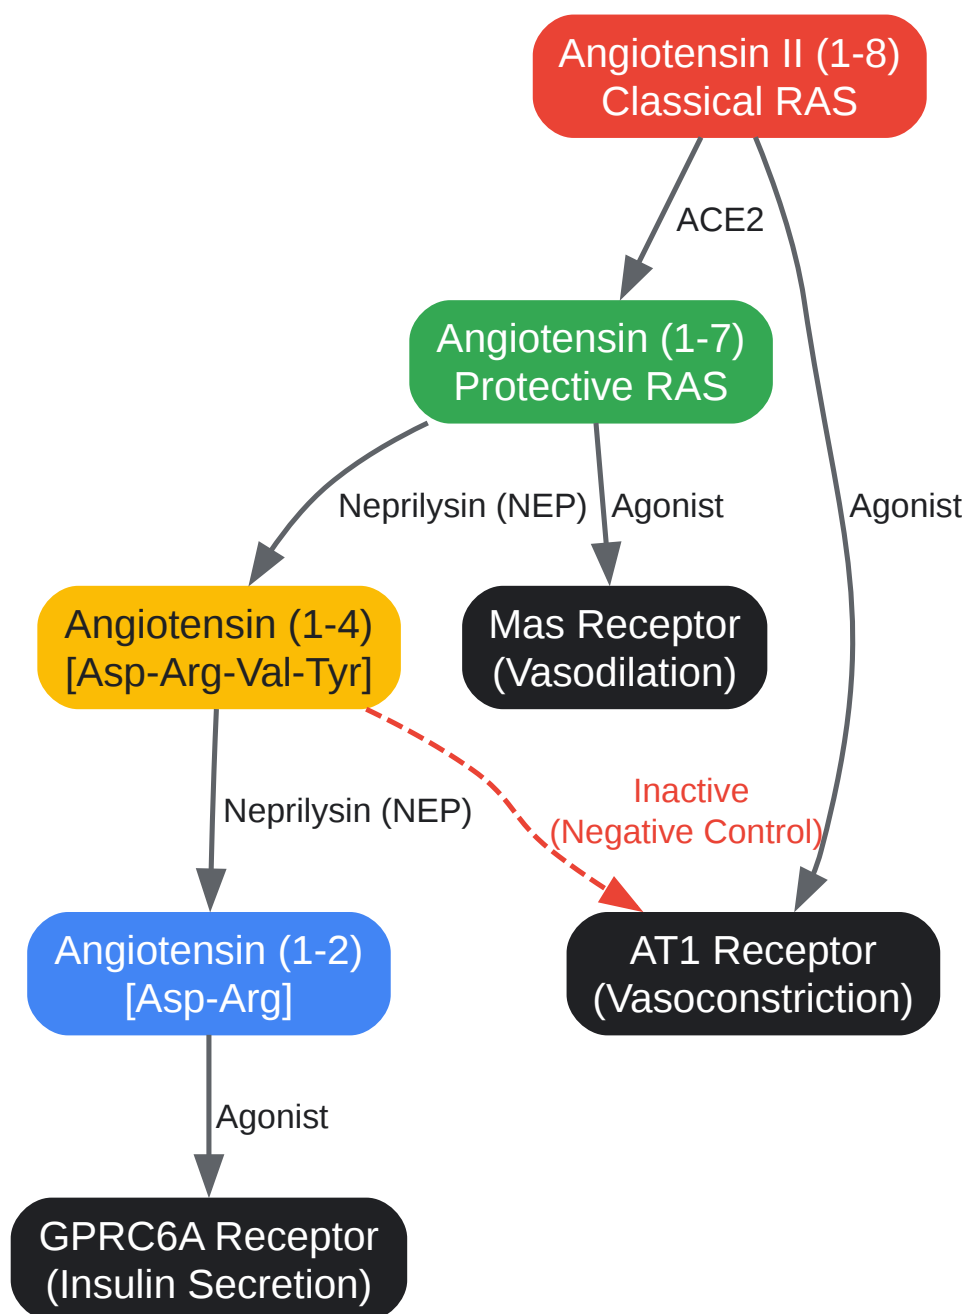 Angiotensin II (1-8)
Classical RAS
ACE2
Angiotensin (1-7)
Protective RAS
Neprilysin (NEP)
Agonist
Agonist
Angiotensin (1-4)
[Asp-Arg-Val-Tyr]
Mas Receptor
(Vasodilation)
Inactive
(Negative Control)
Neprilysin (NEP)
Angiotensin (1-2)
[Asp-Arg]
AT1 Receptor
(Vasoconstriction)
Agonist
GPRC6A Receptor
(Insulin Secretion)